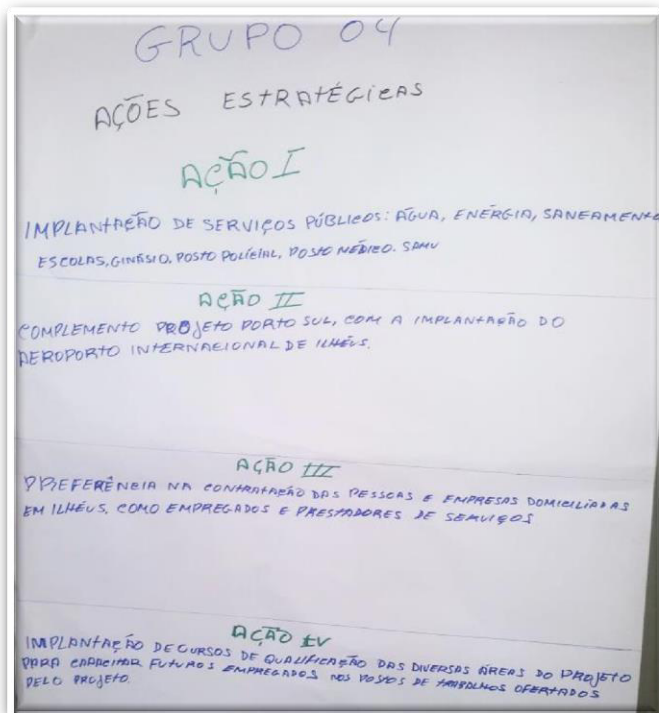 GRUPO 04
AÇÕES ESTRATÉGICAS
AÇÃO I
IMPLANTAÇÃO DE SERVIÇOS PÚBLICOS: ÁGUA, ENÉRGIA, SANEAMENTO
ESCOLAS, GINÁSIO, POSTO POLÍCIAL, POSTO MÉDICO. SAMU
AÇÃO II
COMPLEMENTO PROJETO PORTO SUL, COM A IMPLANTAÇÃO DO
AEROPORTO INTERNACIONAL DE ILHÉUS.
AÇÃO III
PREFERÊNCIA NA CONTRATAÇÃO DAS PESSOAS E EMPRESAS DOMICILIADAS
EM ILHÉUS, COMO EMPREGADOS E PRESTADORES DE SERVIÇOS
AÇÃO IV
IMPLANTAÇÃO DE CURSOS DE QUALIFICAÇÃO DAS DIVERSAS ÁREAS DO PROJETO
PARA CAPACITAR FUTUROS EMPREGADOS NOS POSTOS DE TRABALHOS OFERTADOS
PELO PROJETO.